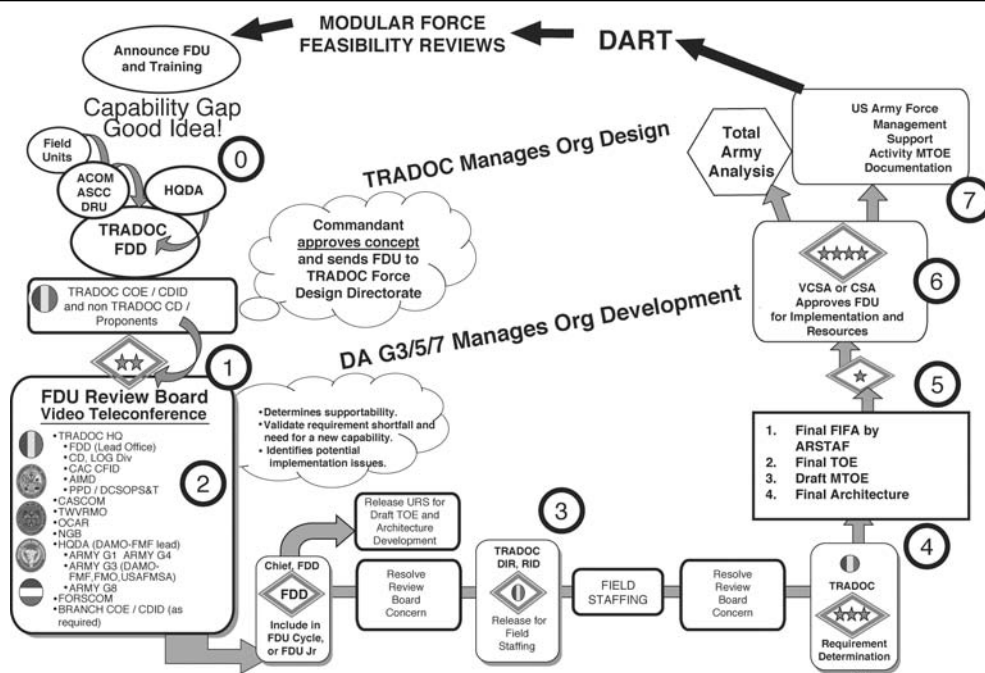 MODULAR FORCE
FEASIBILITY REVIEWS
DART
Announce FDU
and Training
Capability Gap
Good Idea!
Field
Units
ACOM
ASCC
DRU
HQDA
0
TRADOC
FDD
TRADOC COE / CDID
and non TRADOC CD /
Proponents
1
TRADOC Manages Org Design
Commandant
approves concept
and sends FDU to
TRADOC Force
Design Directorate
DA G3/5/7 Manages Org Development
•Determines supportability.
•Validate requirement shortfall and
need for a new capability.
•Identifies potential
implementation issues.
FDU Review Board
Video Teleconference
•TRADOC HQ
•FDD (Lead Office)
•CD, LOG Div
•CAC CFID
•AIMD
•PPD / DCSOPS&T
•CASCOM
•TWVRMO
•OCAR
•NGB
•HQDA (DAMO-FMF lead)
•ARMY G1 ARMY G4
•ARMY G3 (DAMO-
FMF,FMO,USAFMSA)
•ARMY G8
•FORSCOM
•BRANCH COE / CDID (as
required)
2
Release URS for
Draft TOE and
Architecture
Development
Chief, FDD
FDD
Include in
FDU Cycle,
or FDU Jr
Resolve
Review
Board
Concern
3
TRADOC
DIR, RID
Release for
Field
Staffing
FIELD
STAFFING
Resolve
Review
Board
Concern
4
TRADOC
Requirement
Determination
1. Final FIFA by
ARSTAF
2. Final TOE
3. Draft MTOE
4. Final Architecture
5
VCSA or CSA
Approves FDU
for Implementation and
Resources
6
Total
Army
Analysis
US Army Force
Management
Support
Activity MTOE
Documentation
7